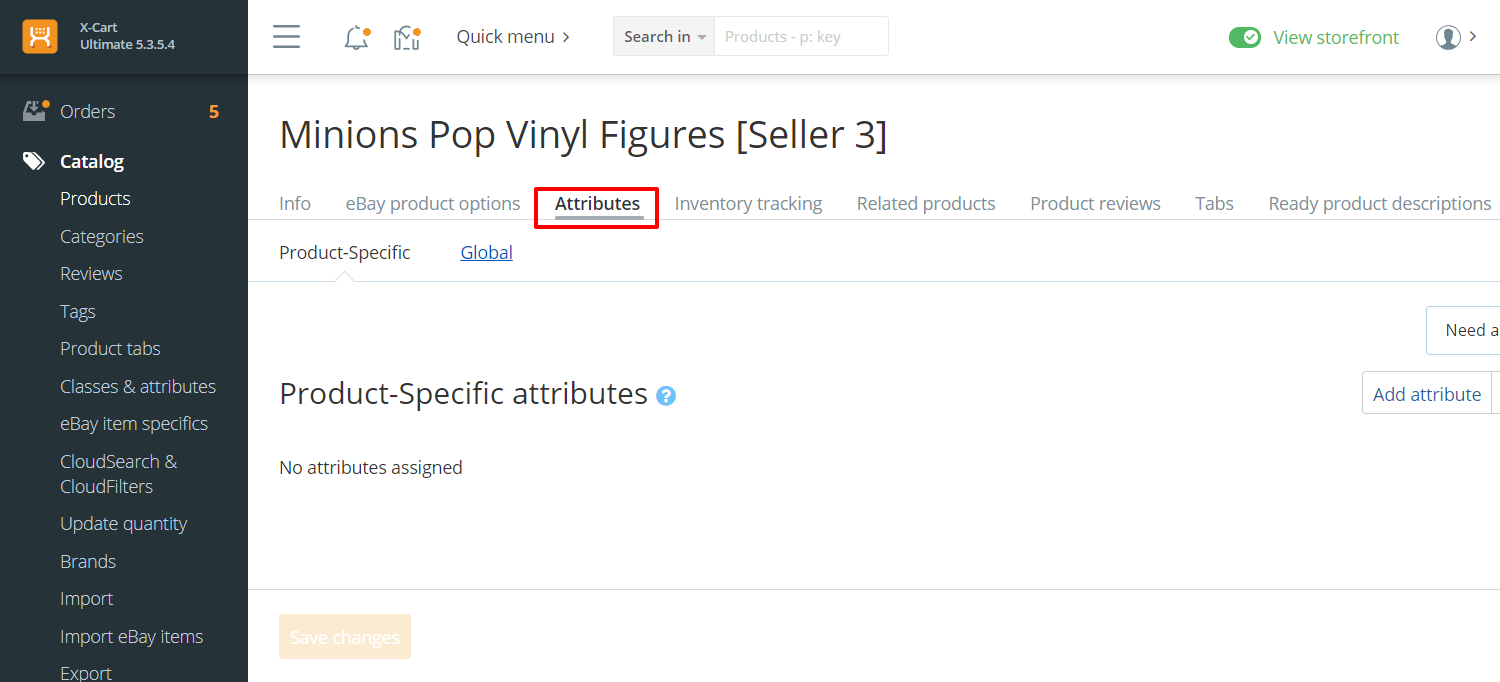 X-Cart
Ultimate 5.3.5.4
Quick menu
Search in
Products - p: key
View storefront
Orders 5
Catalog
Products
Categories
Reviews
Tags
Product tabs
Classes & attributes
eBay item specifics
CloudSearch &
CloudFilters
Update quantity
Brands
Import
Import eBay items
Export
Minions Pop Vinyl Figures [Seller 3]
Info eBay product options Attributes Inventory tracking Related products Product reviews Tabs Ready product descriptions
Product-Specific Global
Need a
Product-Specific attributes ?
Add attribute
No attributes assigned
Save changes